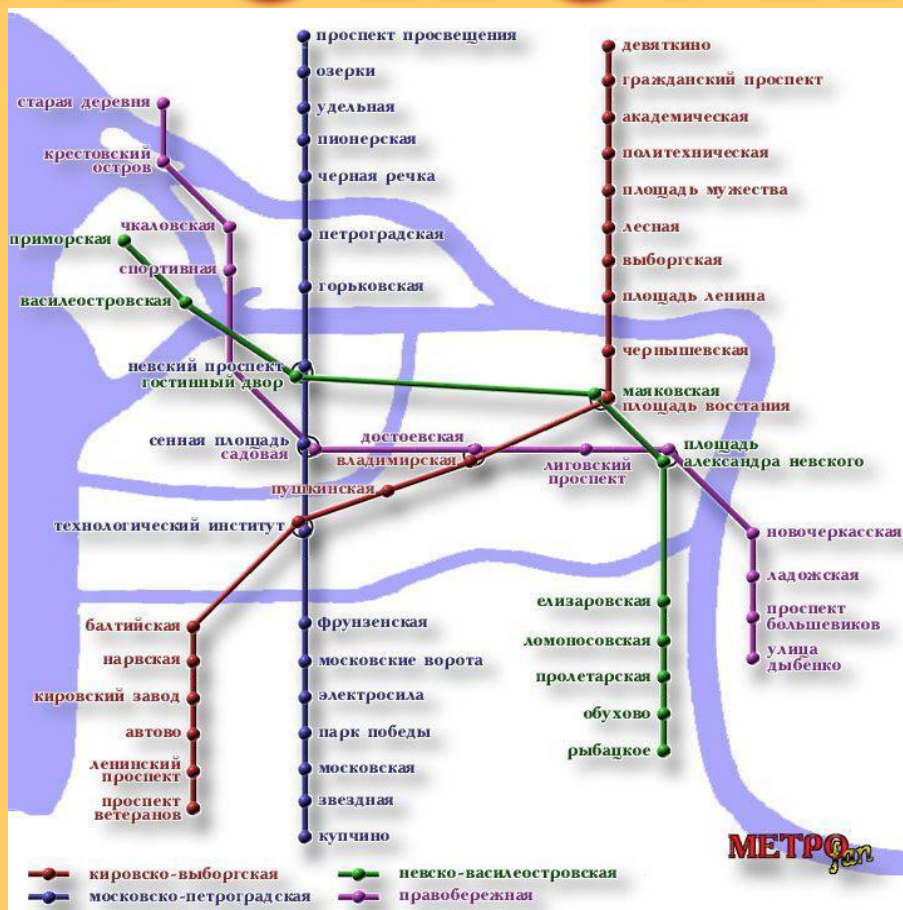 проспект просвещения
озерки
удельная
пионерская
черная речка
петроградская
горьковская
невский проспект
гостинный двор
сенная площадь
садовая
технологический институт
фрунзенская
московские ворота
электросила
парк победы
московская
звездная
купчино
девяткино
гражданский проспект
академическая
политехническая
площадь мужества
лесная
выборгская
площадь ленина
чернышевская
маяковская
площадь восстания
старая деревня
крестовский
остров
чкаловская
спортивная
приморская
василеостровская
достоевская
владимирская
пушкинская
лиговский
проспект
площадь
александра невского
новочеркасская
ладожская
проспект
большевиков
улица
дыбенко
елизаровская
ломоносовская
пролетарская
обухово
рыбацкое
балтийская
нарвская
кировский завод
автово
ленинский
проспект
проспект
ветеранов
МЕТРО
fan
кировско-выборгская
московско-петроградская
невско-василеостровская
правобережная